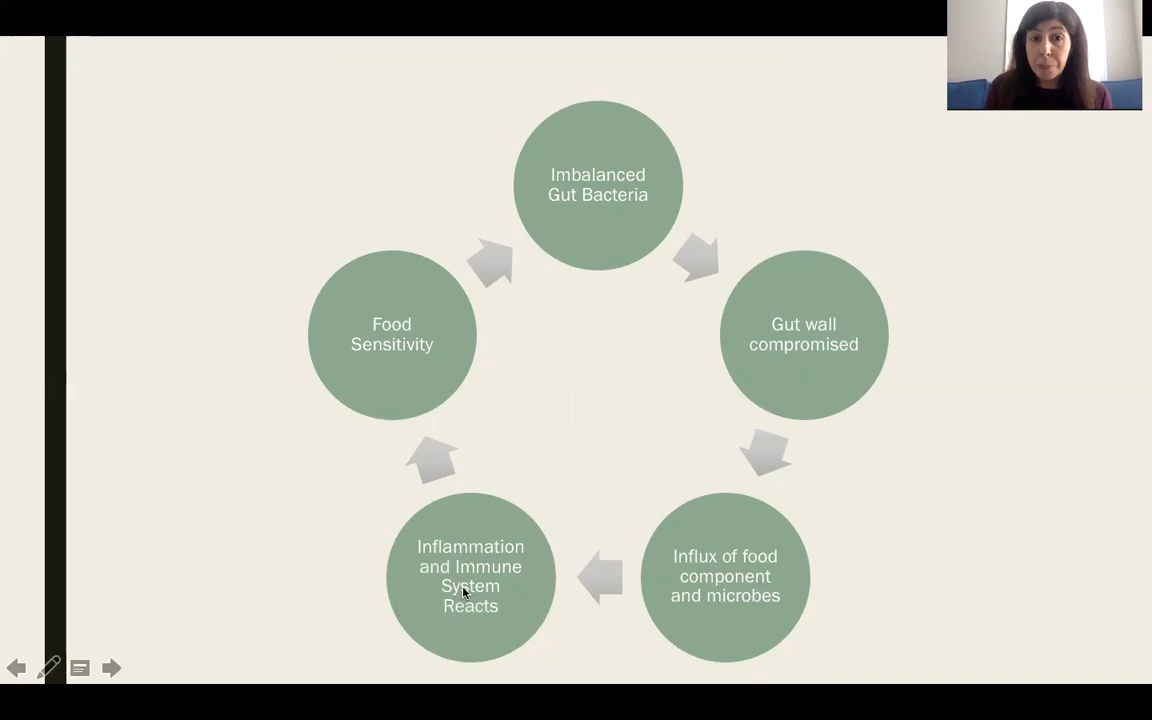 Imbalanced
Gut Bacteria
Gut wall
compromised
Influx of food
component
and microbes
Inflammation
and Immune
System
Reacts
Food
Sensitivity